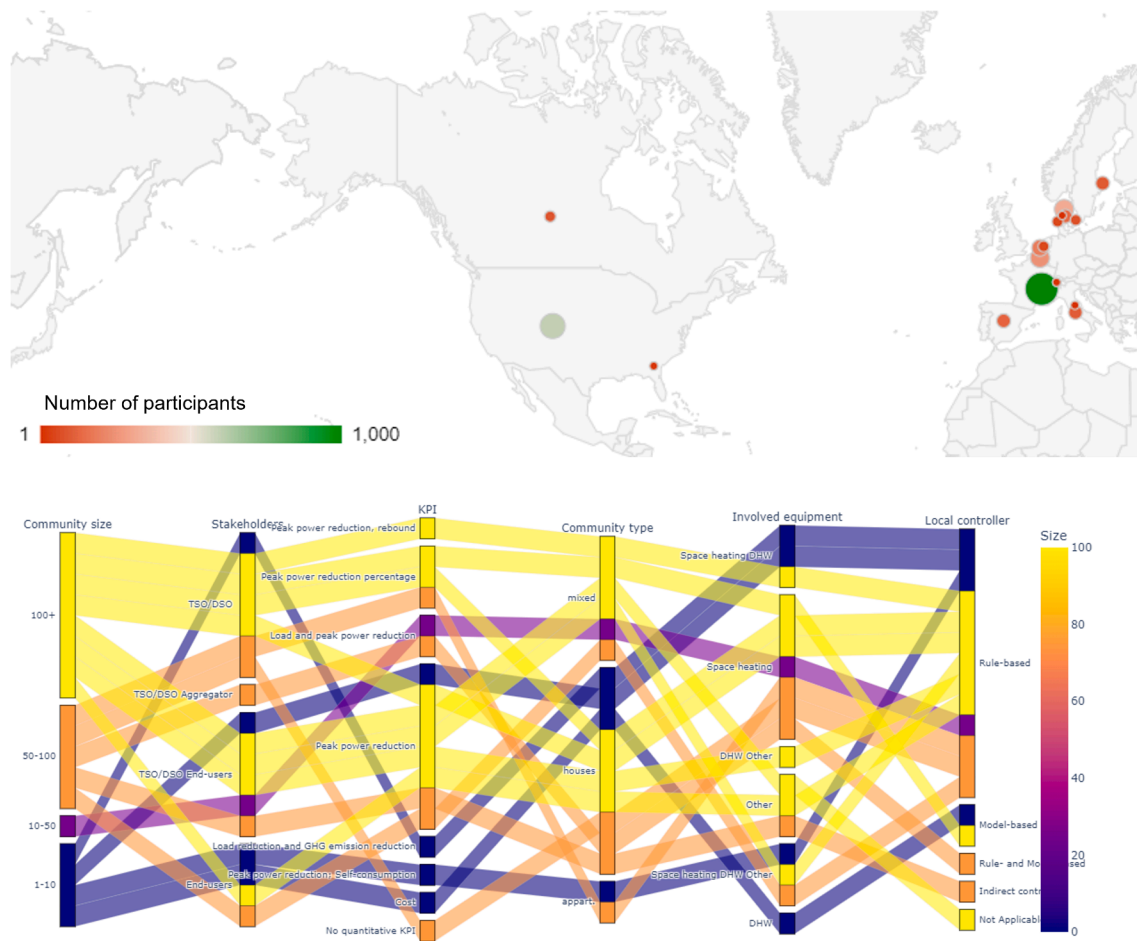 Number of participants
1
1,000
Community size
Stakeholders
KPI
Community type
Involved equipment
Local controller
Size
100+
50-100
10-50
1-10
TSO/DSO
TSO/DSO Aggregator
TSO/DSO End-users
End-users
Peak power reduction, rebound
Peak power reduction percentage
Load and peak power reduction
Peak power reduction
Load reduction and GHG emission reduction
Peak power reduction; Self-consumption
Cost
No quantitative KPI
mixed
houses
appart.
Space heating DHW
Space heating
DHW Other
Other
Space heating DHW Other
DHW
Rule-based
Model-based
Rule- and Mo
sed
Indirect cont
Not Applicab
100
80
60
40
20
0